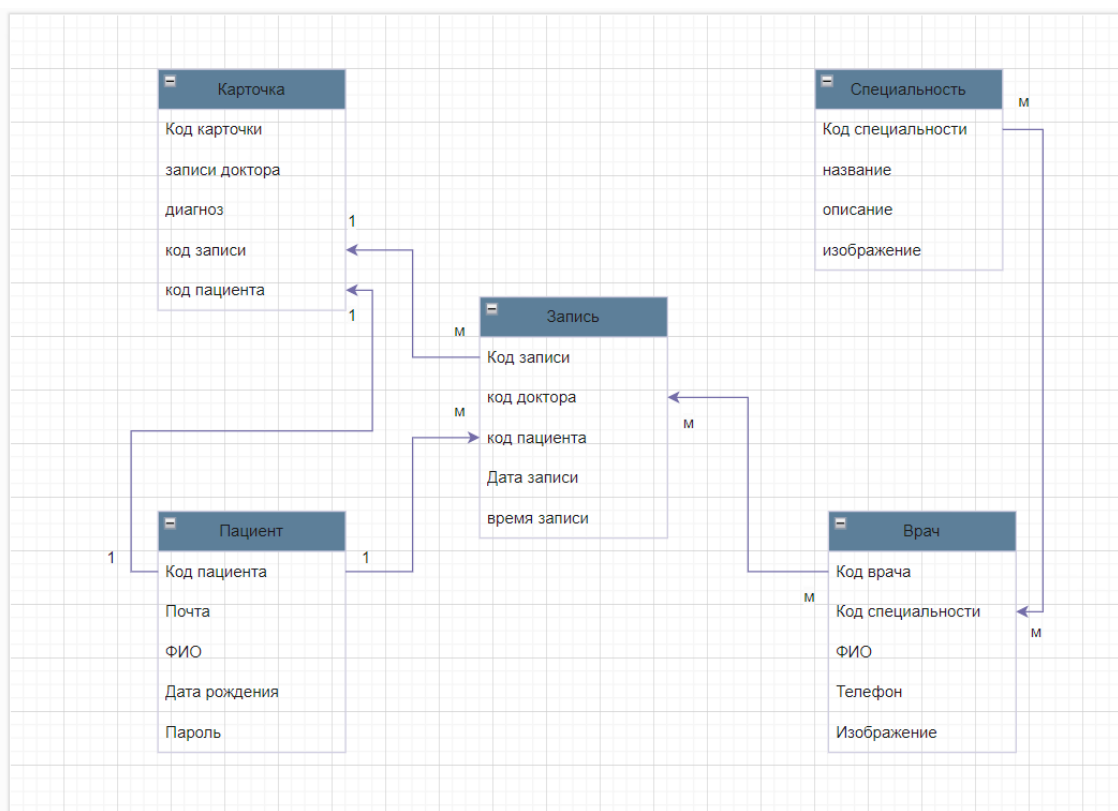 Карточка
Код карточки
записи доктора
диагноз
1
код записи
код пациента
1
Специальность
м
Код специальности
название
описание
изображение
Запись
м
Код записи
код доктора
м
м
код пациента
Дата записи
время записи
Пациент
1
1
Код пациента
Почта
ФИО
Дата рождения
Пароль
Врач
Код врача
м
Код специальности
м
ФИО
Телефон
Изображение